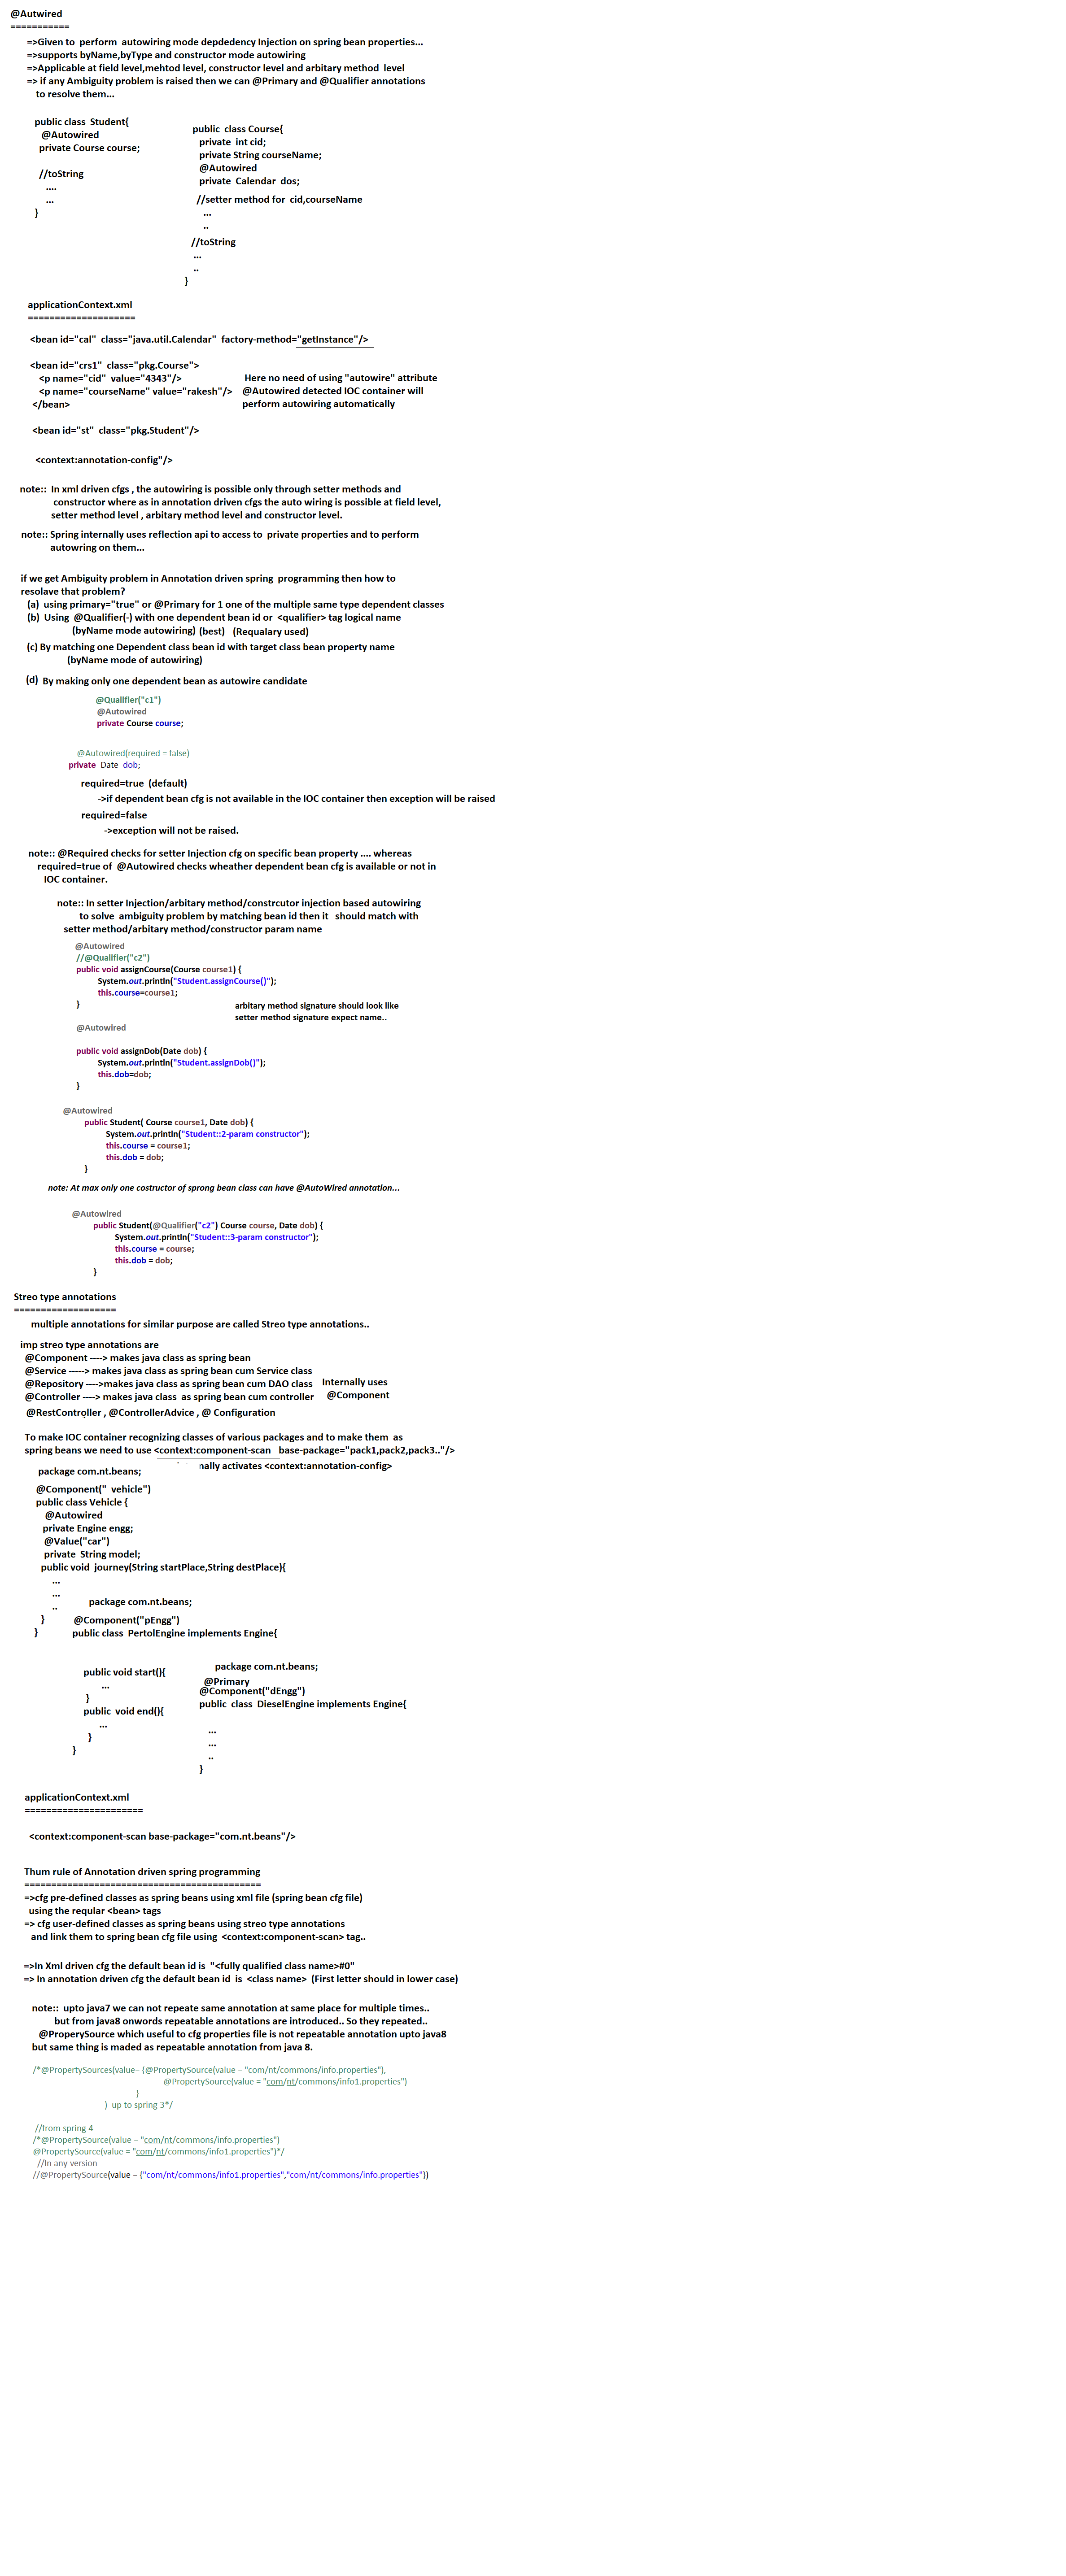 @Autwired
===========
=>Given to perform autowiring mode depdedency Injection on spring bean properties...
=>supports byName,byType and constructor mode autowiring
=>Applicable at field level,mehtod level, constructor level and arbitary method level
=> if any Ambiguity problem is raised then we can @Primary and @Qualifier annotations
to resolve them...
public class Student{
@Autowired
private Course course;
//toString
....
...
}
public class Course{
private int cid;
private String courseName;
@Autowired
private Calendar dos;
//setter method for cid,courseName
...
..
//toString
...
..
}
applicationContext.xml
====================
<bean id="cal" class="java.util.Calendar" factory-method="getInstance"/>
<bean id="crs1" class="pkg.Course">
<p name="cid" value="4343"/>
<p name="courseName" value="rakesh"/>
</bean>
Here no need of using "autowire" attribute
@Autowired detected IOC container will
perform autowiring automatically
<bean id="st" class="pkg.Student"/>
<context:annotation-config"/>
note:: In xml driven cfgs , the autowiring is possible only through setter methods and
constructor where as in annotation driven cfgs the auto wiring is possible at field level,
setter method level , arbitary method level and constructor level.
note:: Spring internally uses reflection api to access to private properties and to perform
autowring on them...
if we get Ambiguity problem in Annotation driven spring programming then how to
resolave that problem?
(a) using primary="true" or @Primary for 1 one of the multiple same type dependent classes
(b) Using @Qualifier(-) with one dependent bean id or <qualifier> tag logical name
(byName mode autowiring) (best) (Requalary used)
(c) By matching one Dependent class bean id with target class bean property name
(byName mode of autowiring)
(d) By making only one dependent bean as autowire candidate
@Qualifier("c1")
@Autowired
private Course course;
@Autowired(required = false)
private Date dob;
required=true (default)
->if dependent bean cfg is not available in the IOC container then exception will be raised
required=false
->exception will not be raised.
note:: @Required checks for setter Injection cfg on specific bean property .... whereas
required=true of @Autowired checks wheather dependent bean cfg is available or not in
IOC container.
note:: In setter Injection/arbitary method/constrcutor injection based autowiring
to solve ambiguity problem by matching bean id then it should match with
setter method/arbitary method/constructor param name
@Autowired
//@Qualifier("c2")
public void assignCourse(Course course1) {
System.out.println("Student.assignCourse()");
this.course=course1;
}
arbitary method signature should look like
setter method signature expect name..
@Autowired
public void assignDob(Date dob) {
System.out.println("Student.assignDob()");
this.dob=dob;
}
@Autowired
public Student( Course course1, Date dob) {
System.out.println("Student::2-param constructor");
this.course = course1;
this.dob = dob;
}
note: At max only one costructor of sprong bean class can have @AutoWired annotation...
@Autowired
public Student(@Qualifier("c2") Course course, Date dob) {
System.out.println("Student::3-param constructor");
this.course = course;
this.dob = dob;
}
Streo type annotations
===================
multiple annotations for similar purpose are called Streo type annotations..
imp streo type annotations are
@Component ----> makes java class as spring bean
@Service -----> makes java class as spring bean cum Service class
@Repository ---->makes java class as spring bean cum DAO class
@Controller ----> makes java class as spring bean cum controller
Internally uses
@Component
@RestController , @ControllerAdvice , @ Configuration
To make IOC container recognizing classes of various packages and to make them as
spring beans we need to use <context:component-scan base-package="pack1,pack2,pack3.."/>
nally activates <context:annotation-config>
package com.nt.beans;
@Component(" vehicle")
public class Vehicle {
@Autowired
private Engine engg;
@Value("car")
private String model;
public void journey(String startPlace,String destPlace){
...
...
..
}
}
package com.nt.beans;
@Component("pEngg")
public class PertolEngine implements Engine{
public void start(){
...
}
public void end(){
...
}
}
package com.nt.beans;
@Primary
@Component("dEngg")
public class DieselEngine implements Engine{
...
...
..
}
applicationContext.xml
======================
<context:component-scan base-package="com.nt.beans"/>
Thum rule of Annotation driven spring programming
============================================
=>cfg pre-defined classes as spring beans using xml file (spring bean cfg file)
using the reqular <bean> tags
=> cfg user-defined classes as spring beans using streo type annotations
and link them to spring bean cfg file using <context:component-scan> tag..
=>In Xml driven cfg the default bean id is "<fully qualified class name>#0"
=> In annotation driven cfg the default bean id is <class name> (First letter should in lower case)
note:: upto java7 we can not repeate same annotation at same place for multiple times..
but from java8 onwords repeatable annotations are introduced.. So they repeated..
@ProperySource which useful to cfg properties file is not repeatable annotation upto java8
but same thing is maded as repeatable annotation from java 8.
/*@PropertySources(value= {@PropertySource(value = "com/nt/commons/info.properties"),
@PropertySource(value = "com/nt/commons/info1.properties")
}
) up to spring 3*/
//from spring 4
/*@PropertySource(value = "com/nt/commons/info.properties")
@PropertySource(value = "com/nt/commons/info1.properties")*/
//In any version
//@PropertySource(value = {"com/nt/commons/info1.properties","com/nt/commons/info.properties"})